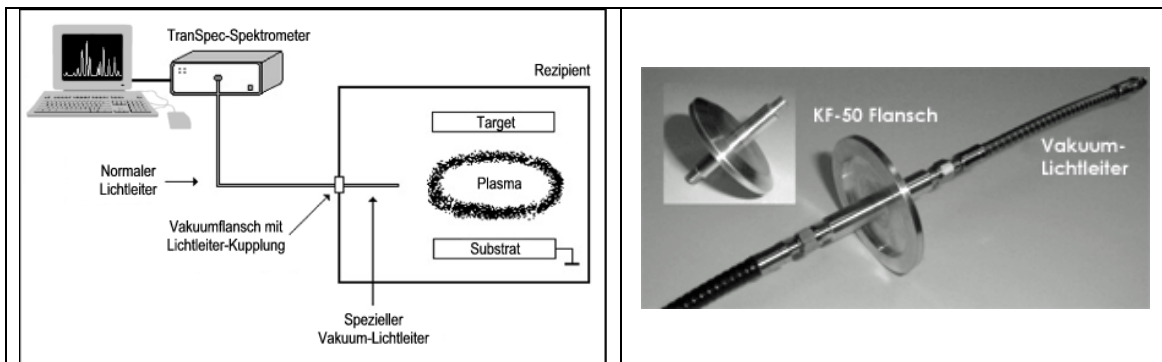 TranSpec-Spektrometer
Rezipient
Target
Normaler
Lichtleiter
Plasma
Vakuumflansch mit
Lichtleiter-Kupplung
Substrat
Spezieller
Vakuum-Lichtleiter
KF-50 Flansch
Vakuum-
Lichtleiter